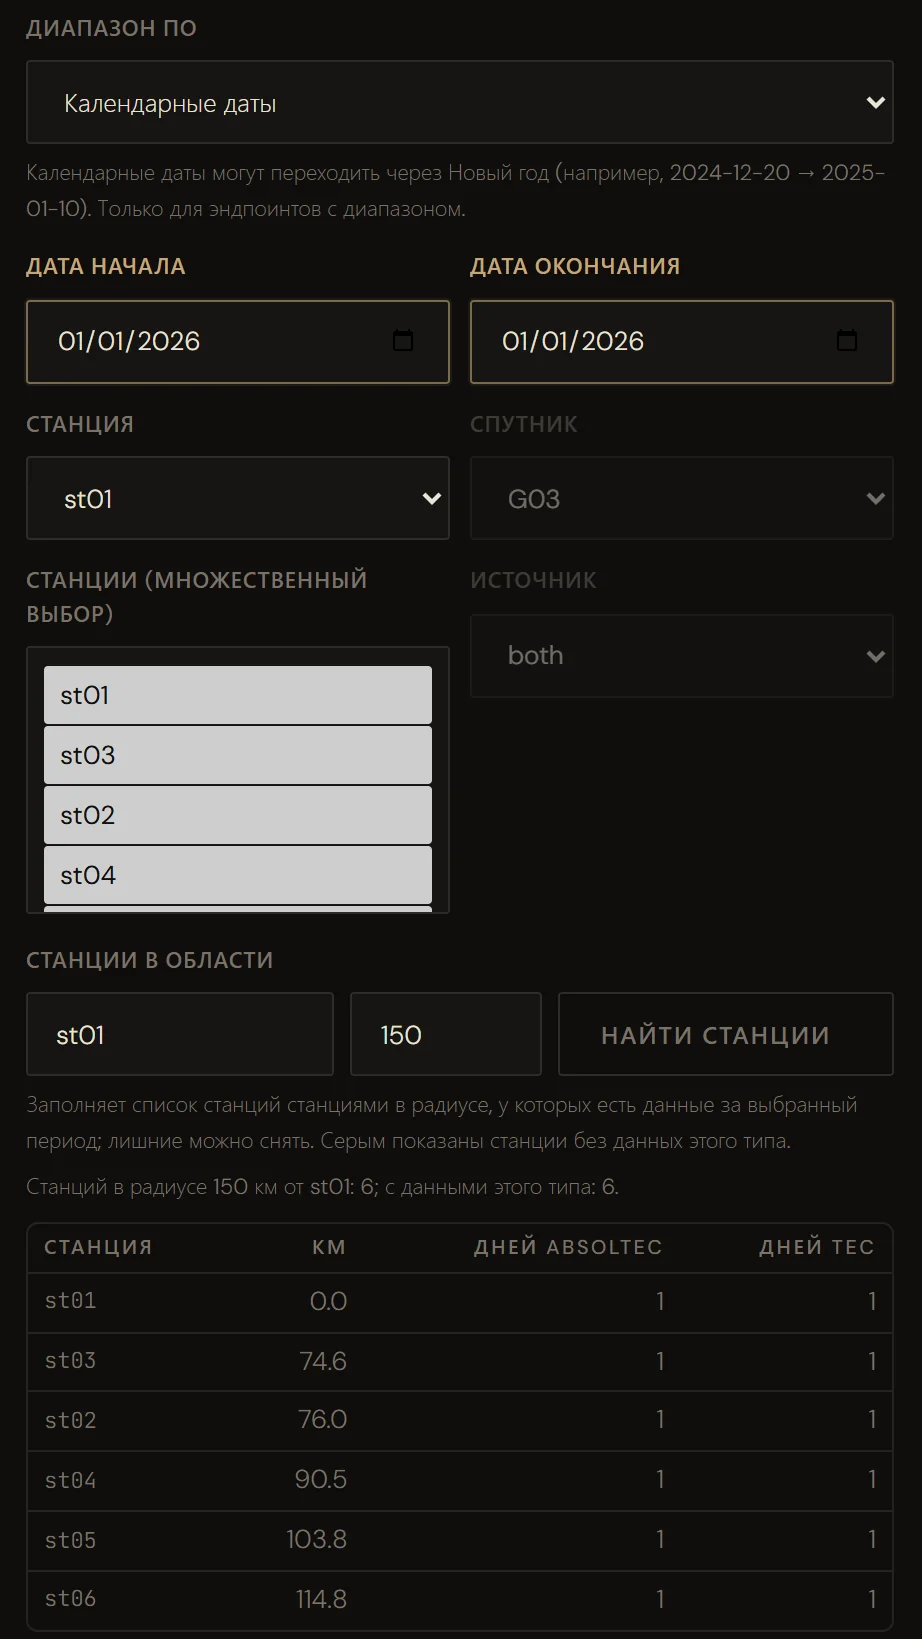 ДИАПАЗОН ПО
Календарные даты
Календарные даты могут переходить через Новый год (например, 2024-12-20 → 2025-
01-10). Только для эндпоинтов с диапазоном.
ДАТА НАЧАЛА ДАТА ОКОНЧАНИЯ
01/01/2026 01/01/2026
СТАНЦИЯ СПУТНИК
st01 G03
СТАНЦИИ (МНОЖЕСТВЕННЫЙ
ВЫБОР)
ИСТОЧНИК
both
st01
st03
st02
st04
СТАНЦИИ В ОБЛАСТИ
st01 150 НАЙТИ СТАНЦИИ
Заполняет список станций станциями в радиусе, у которых есть данные за выбранный
период; лишние можно снять. Серым показаны станции без данных этого типа.
Станций в радиусе 150 км от st01: 6; с данными этого типа: 6.
СТАНЦИЯ КМ ДНЕЙ ABSOLTEC ДНЕЙ TEC
st01 0.0 1 1
st03 74.6 1 1
st02 76.0 1 1
st04 90.5 1 1
st05 103.8 1 1
st06 114.8 1 1